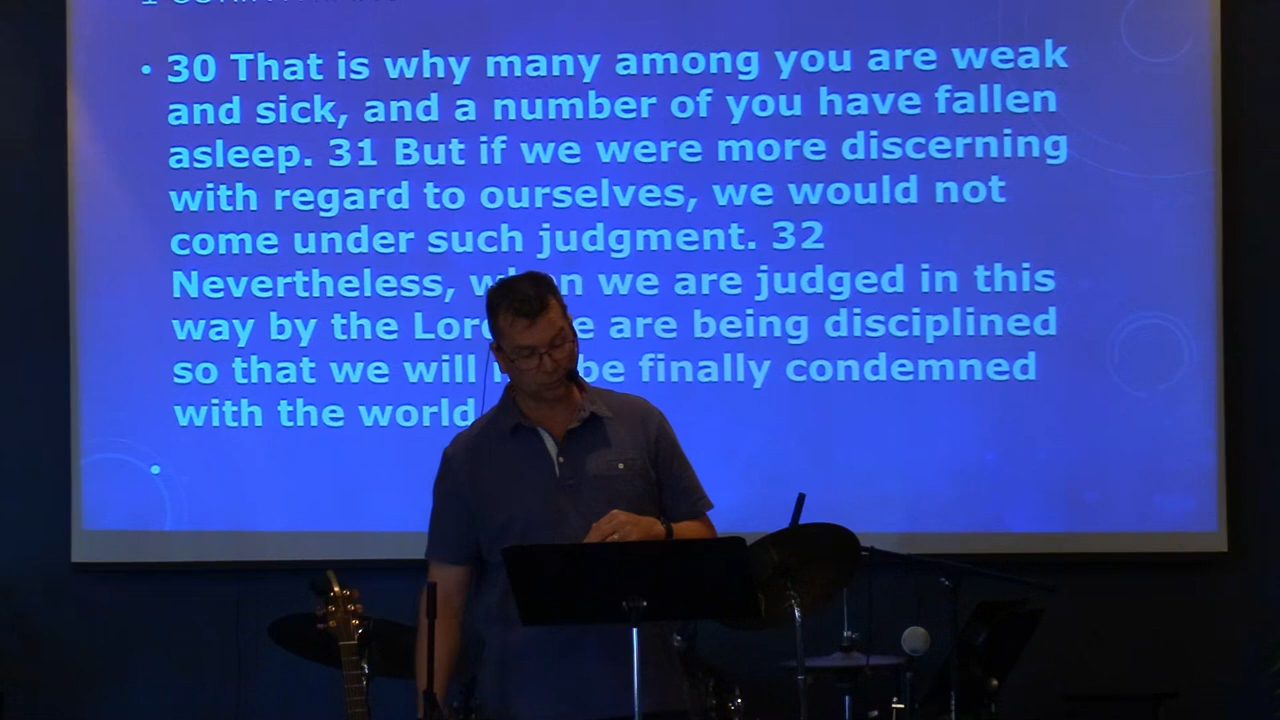 • 30 That is why many among you are weak
and sick, and a number of you have fallen
asleep. 31 But if we were more discerning
with regard to ourselves, we would not
come under such judgment. 32
Nevertheless, we are judged in this
way by the are being disciplined
so that we will be finally condemned
with the world
•